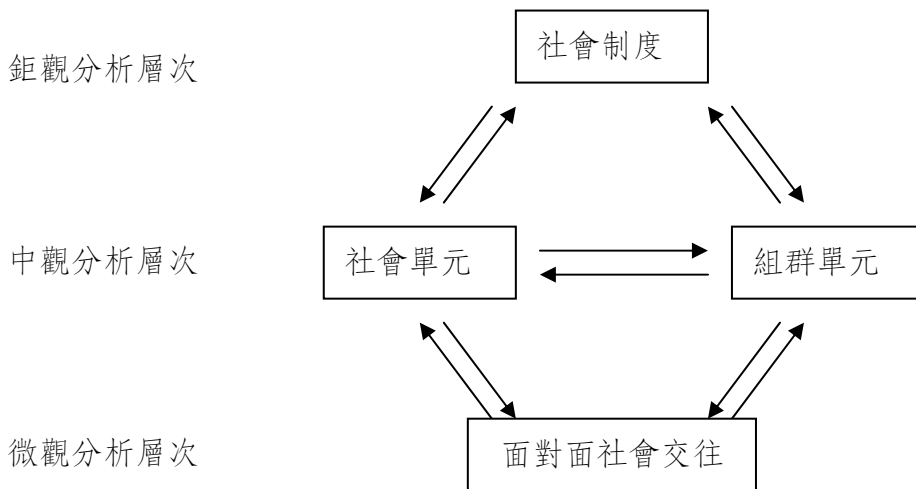 社會制度
鉅觀分析層次
中觀分析層次
社會單元
組群單元
微觀分析層次
面對面社會交往